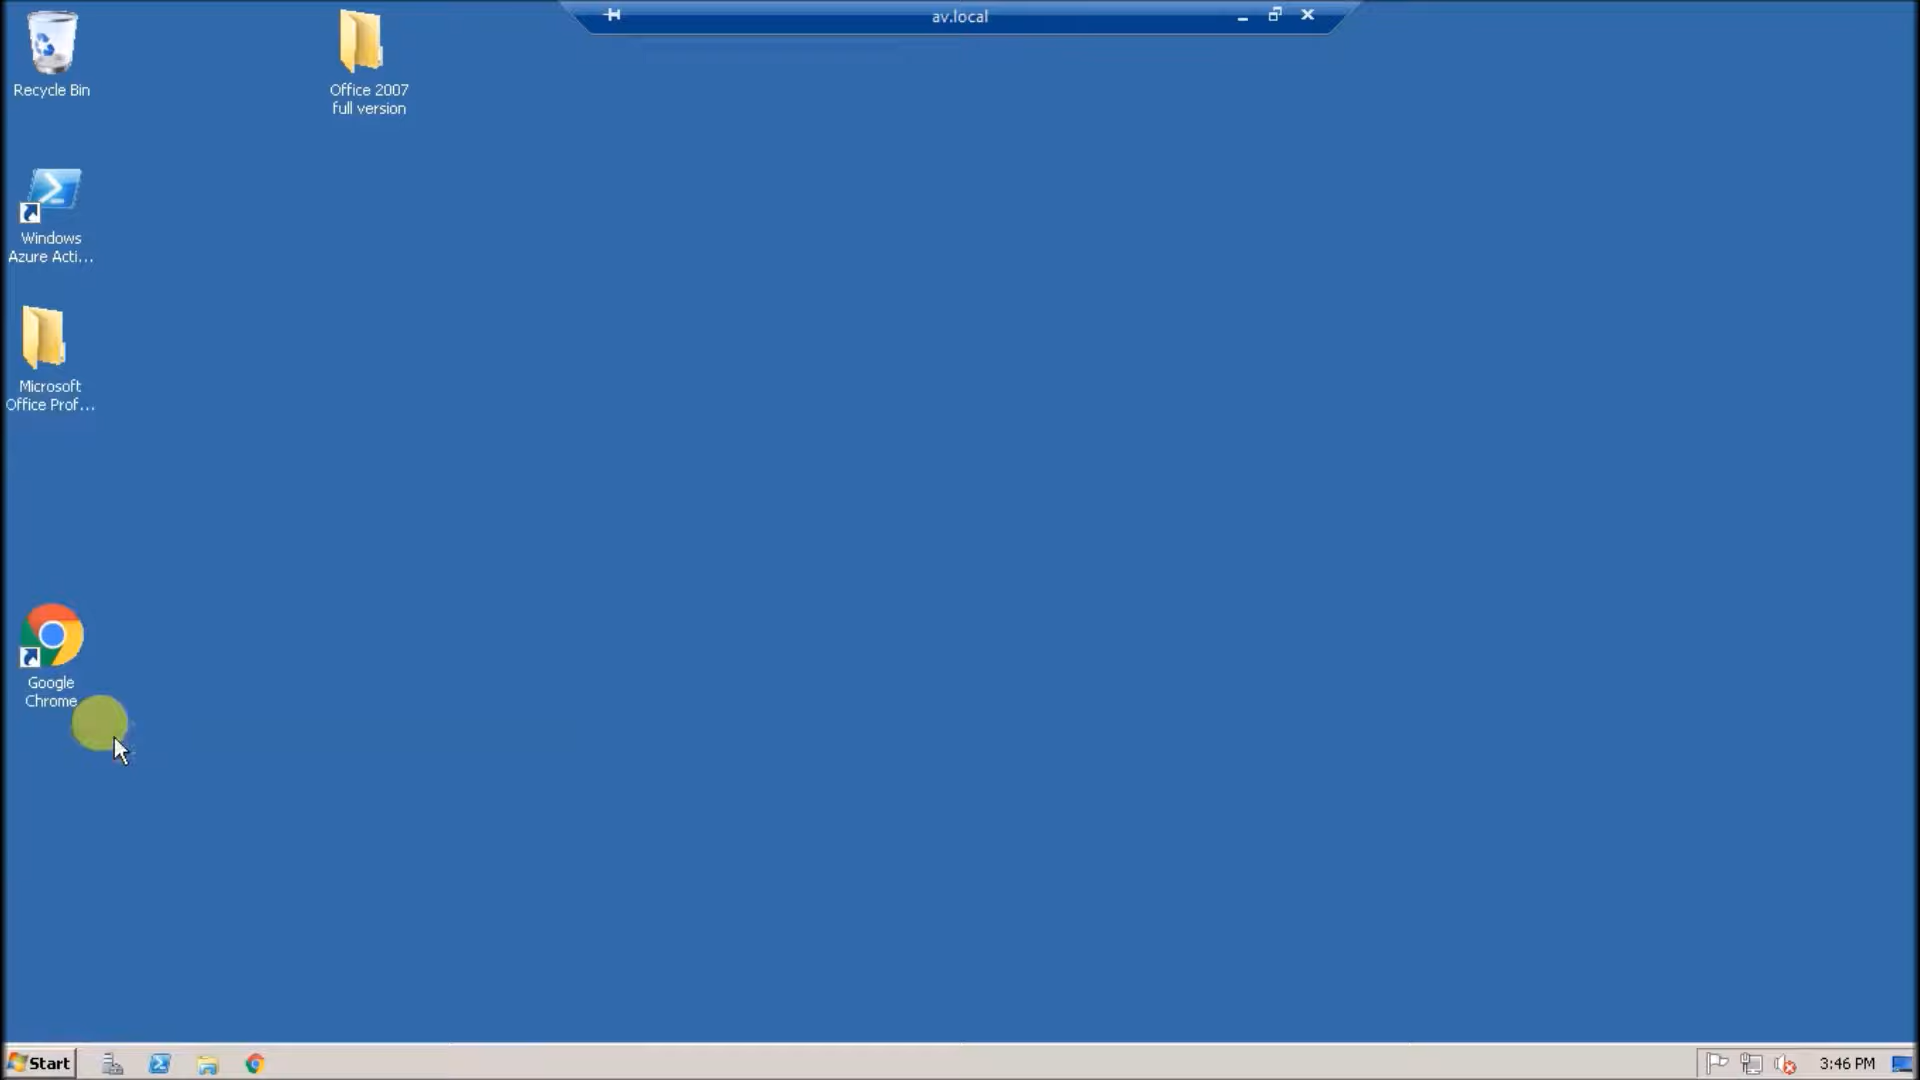 av.local
Recycle Bin
Office 2007
full version
Windows
Azure Acti...
Microsoft
Office Prof...
Google
Chrome
Start
3:46 PM